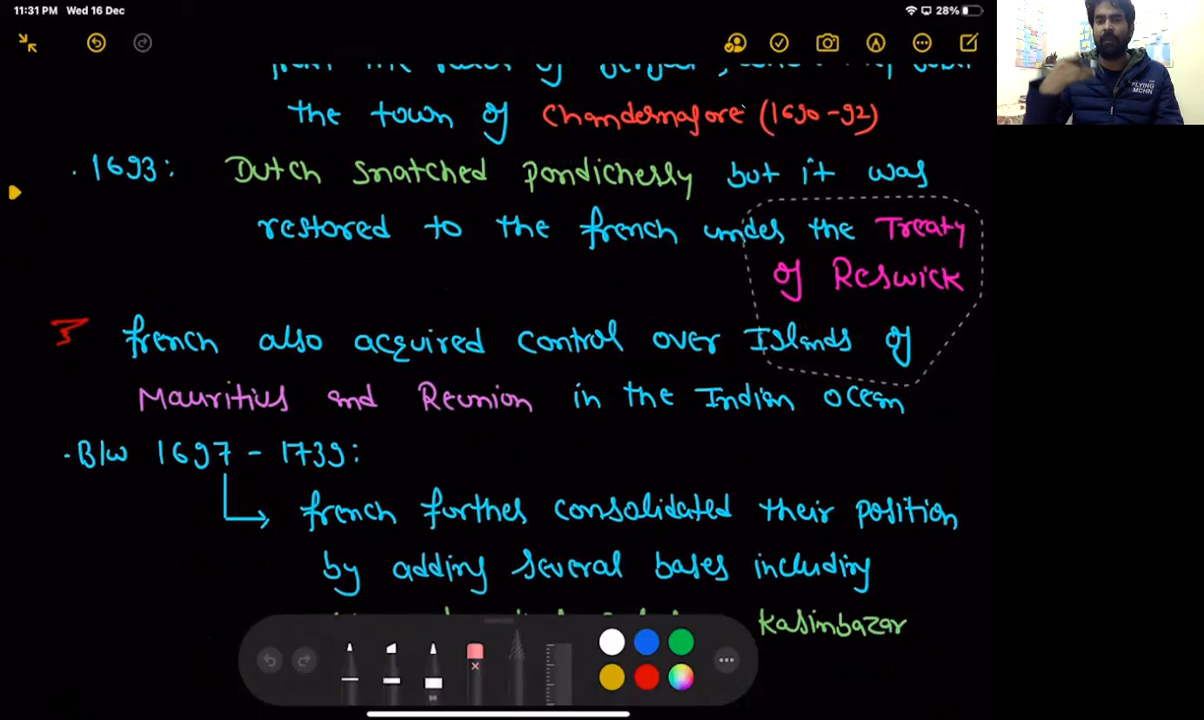 11:31 PM Wed 16 Dec 28%
the town of Chandernagore (1690-92)
. 1693: Dutch snatched pondicherry but it was
restored to the french under the Treaty
of Reswick
french also acquired control over Islands of
Mauritius and Reunion in the Indian ocean
. B/w 1697 - 1739:
french further consolidated their position
by adding several bases including
kasimbazar
FLYING
MCHN